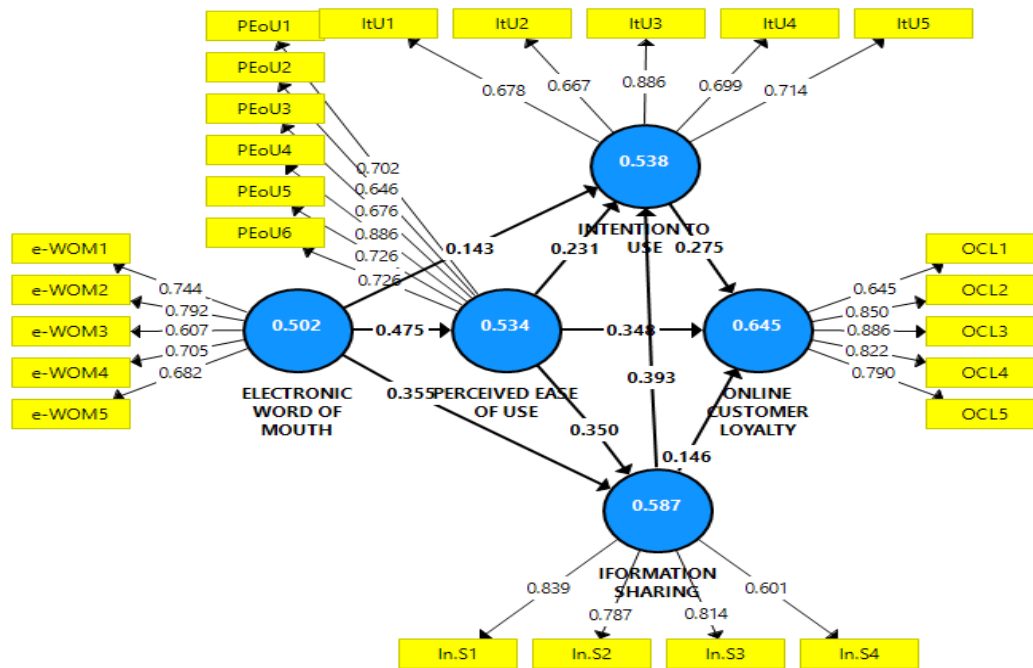 PEoU1
ItU1
ItU2
ItU3
ItU4
ItU5
PEoU2
PEoU3
PEoU4
PEoU5
PEoU6
0.678
0.667
0.886
0.699
0.714
0.702
0.646
0.676
0.886
0.726
0.726
0.538
INTENTION TO
USE
0.143
0.231
0.275
e-WOM1
e-WOM2
e-WOM3
e-WOM4
e-WOM5
0.744
0.792
0.607
0.705
0.682
0.502
ELECTRONIC
WORD OF
MOUTH
0.475
0.534
PERCEIVED EASE
OF USE
0.348
0.645
ONLINE
CUSTOMER
LOYALTY
0.645
0.850
0.886
0.822
0.790
OCL1
OCL2
OCL3
OCL4
OCL5
0.355
0.350
0.393
0.146
0.587
IFORMATION
SHARING
0.839
0.787
0.814
0.601
In.S1
In.S2
In.S3
In.S4